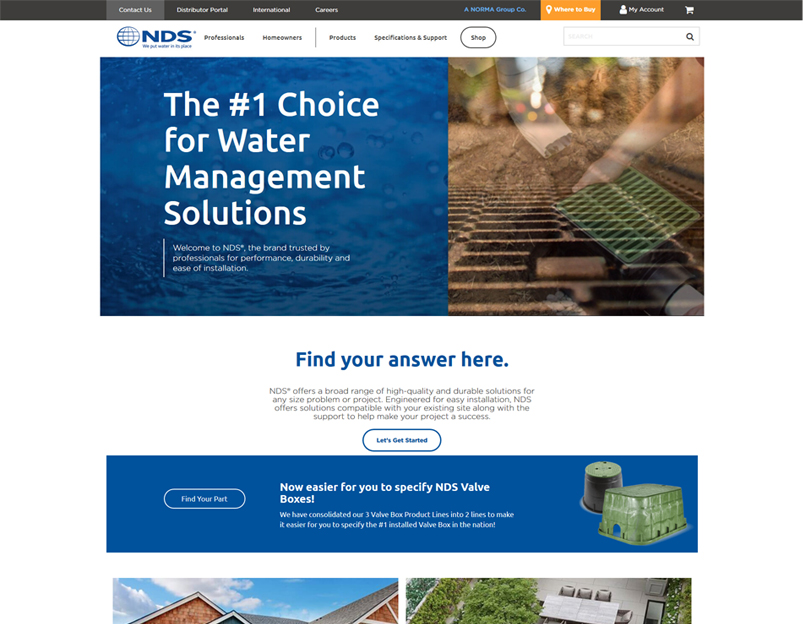 Contact Us
Distributor Portal
International
Careers
A NORMA Group Co.
Where to Buy
My Account
NDS®
We put water in its place
Professionals
Homeowners
Products
Specifications & Support
Shop
SEARCH
The #1 Choice
for Water
Management
Solutions
Welcome to NDS®, the brand trusted by
professionals for performance, durability and
ease of installation.
Find your answer here.
NDS® offers a broad range of high-quality and durable solutions for
any size problem or project. Engineered for easy installation, NDS
offers solutions compatible with your existing site along with the
support to help make your project a success.
Let's Get Started
Find Your Part
Now easier for you to specify NDS Valve
Boxes!
We have consolidated our 3 Valve Box Product Lines into 2 lines to make
it easier for you to specify the #1 installed Valve Box in the nation!